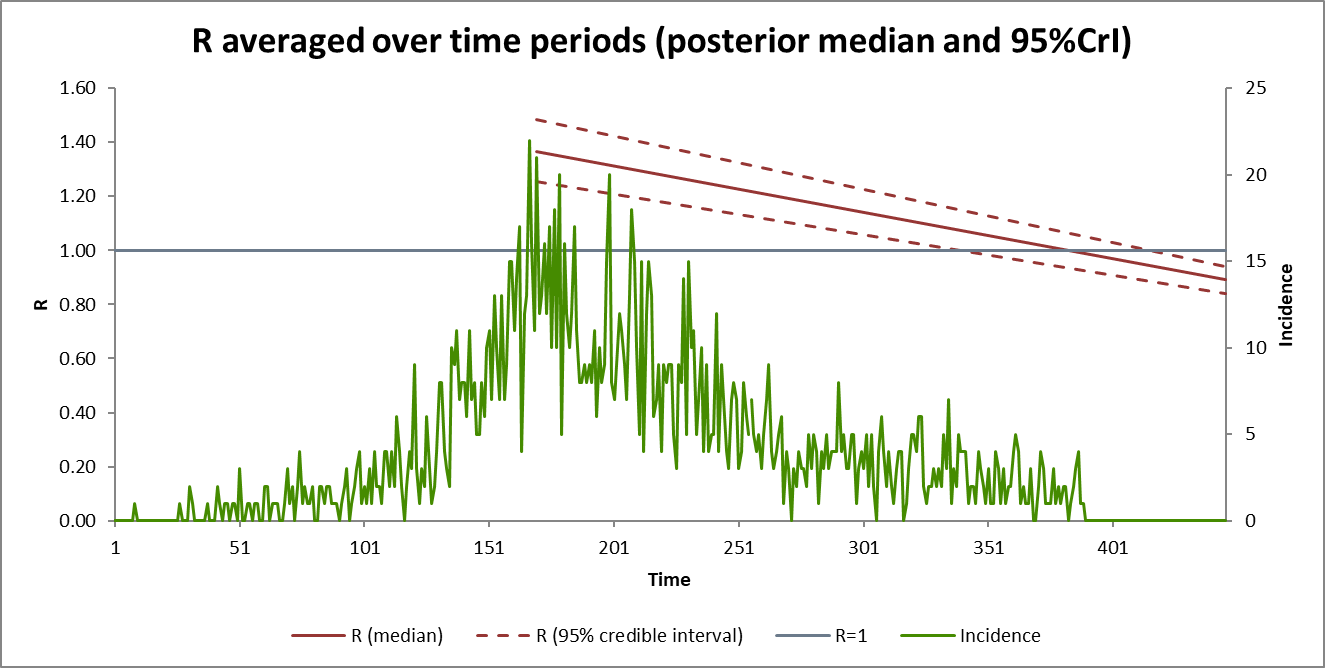 R averaged over time periods (posterior median and 95%CrI)
1.60
1.40
1.20
1.00
0.80
0.60
0.40
0.20
0.00
R
25
20
15
10
5
0
Incidence
1 51 101 151 201 251 301 351 401
Time
R (median) R (95% credible interval) R=1 Incidence